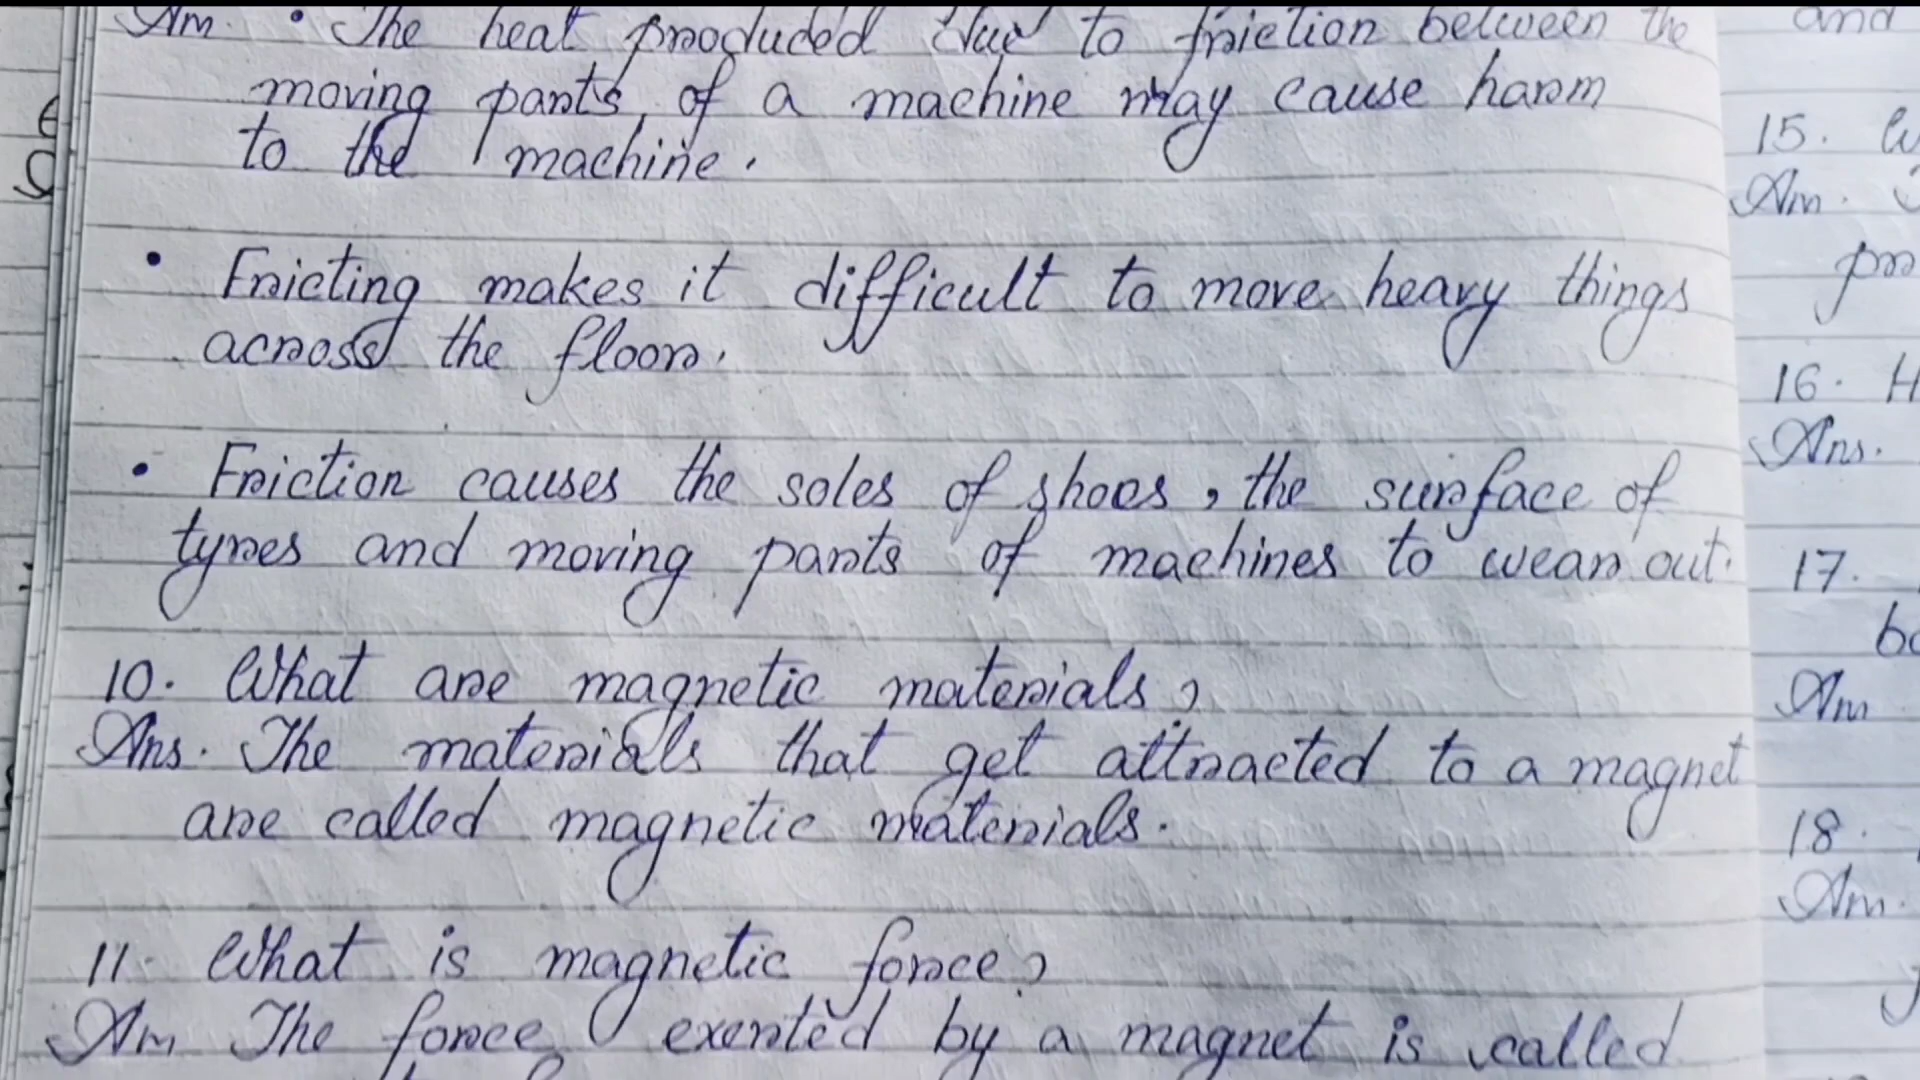 Ans. • The heat produced due to friction between the
moving parts of a machine may cause harm
to the machine.
• Fricting makes it difficult to move heavy things
across the floor.
• Friction causes the soles of shoes, the surface of
tyres and moving parts of machines to wear out.
10. What are magnetic materials?
Ans. The materials that get attracted to a magnet
are called magnetic materials.
11. What is magnetic force?
Ans The force exerted by a magnet is called
and
15.
Ans.
16. H
Ans.
17.
Ans
18.
Ans.